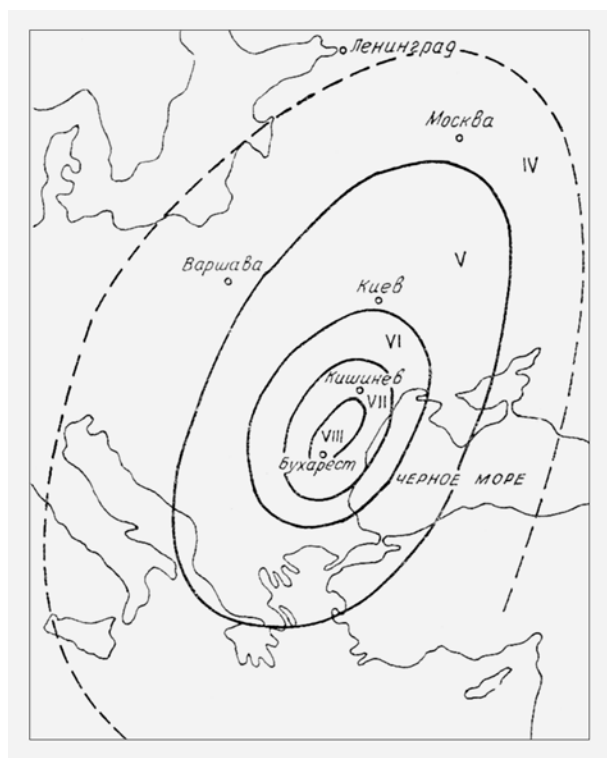 Ленинград
Москва
IV
V
Варшава
Киев
VI
Кишинев
VII
VIII
Бухарест
ЧЕРНОЕ МОРЕ